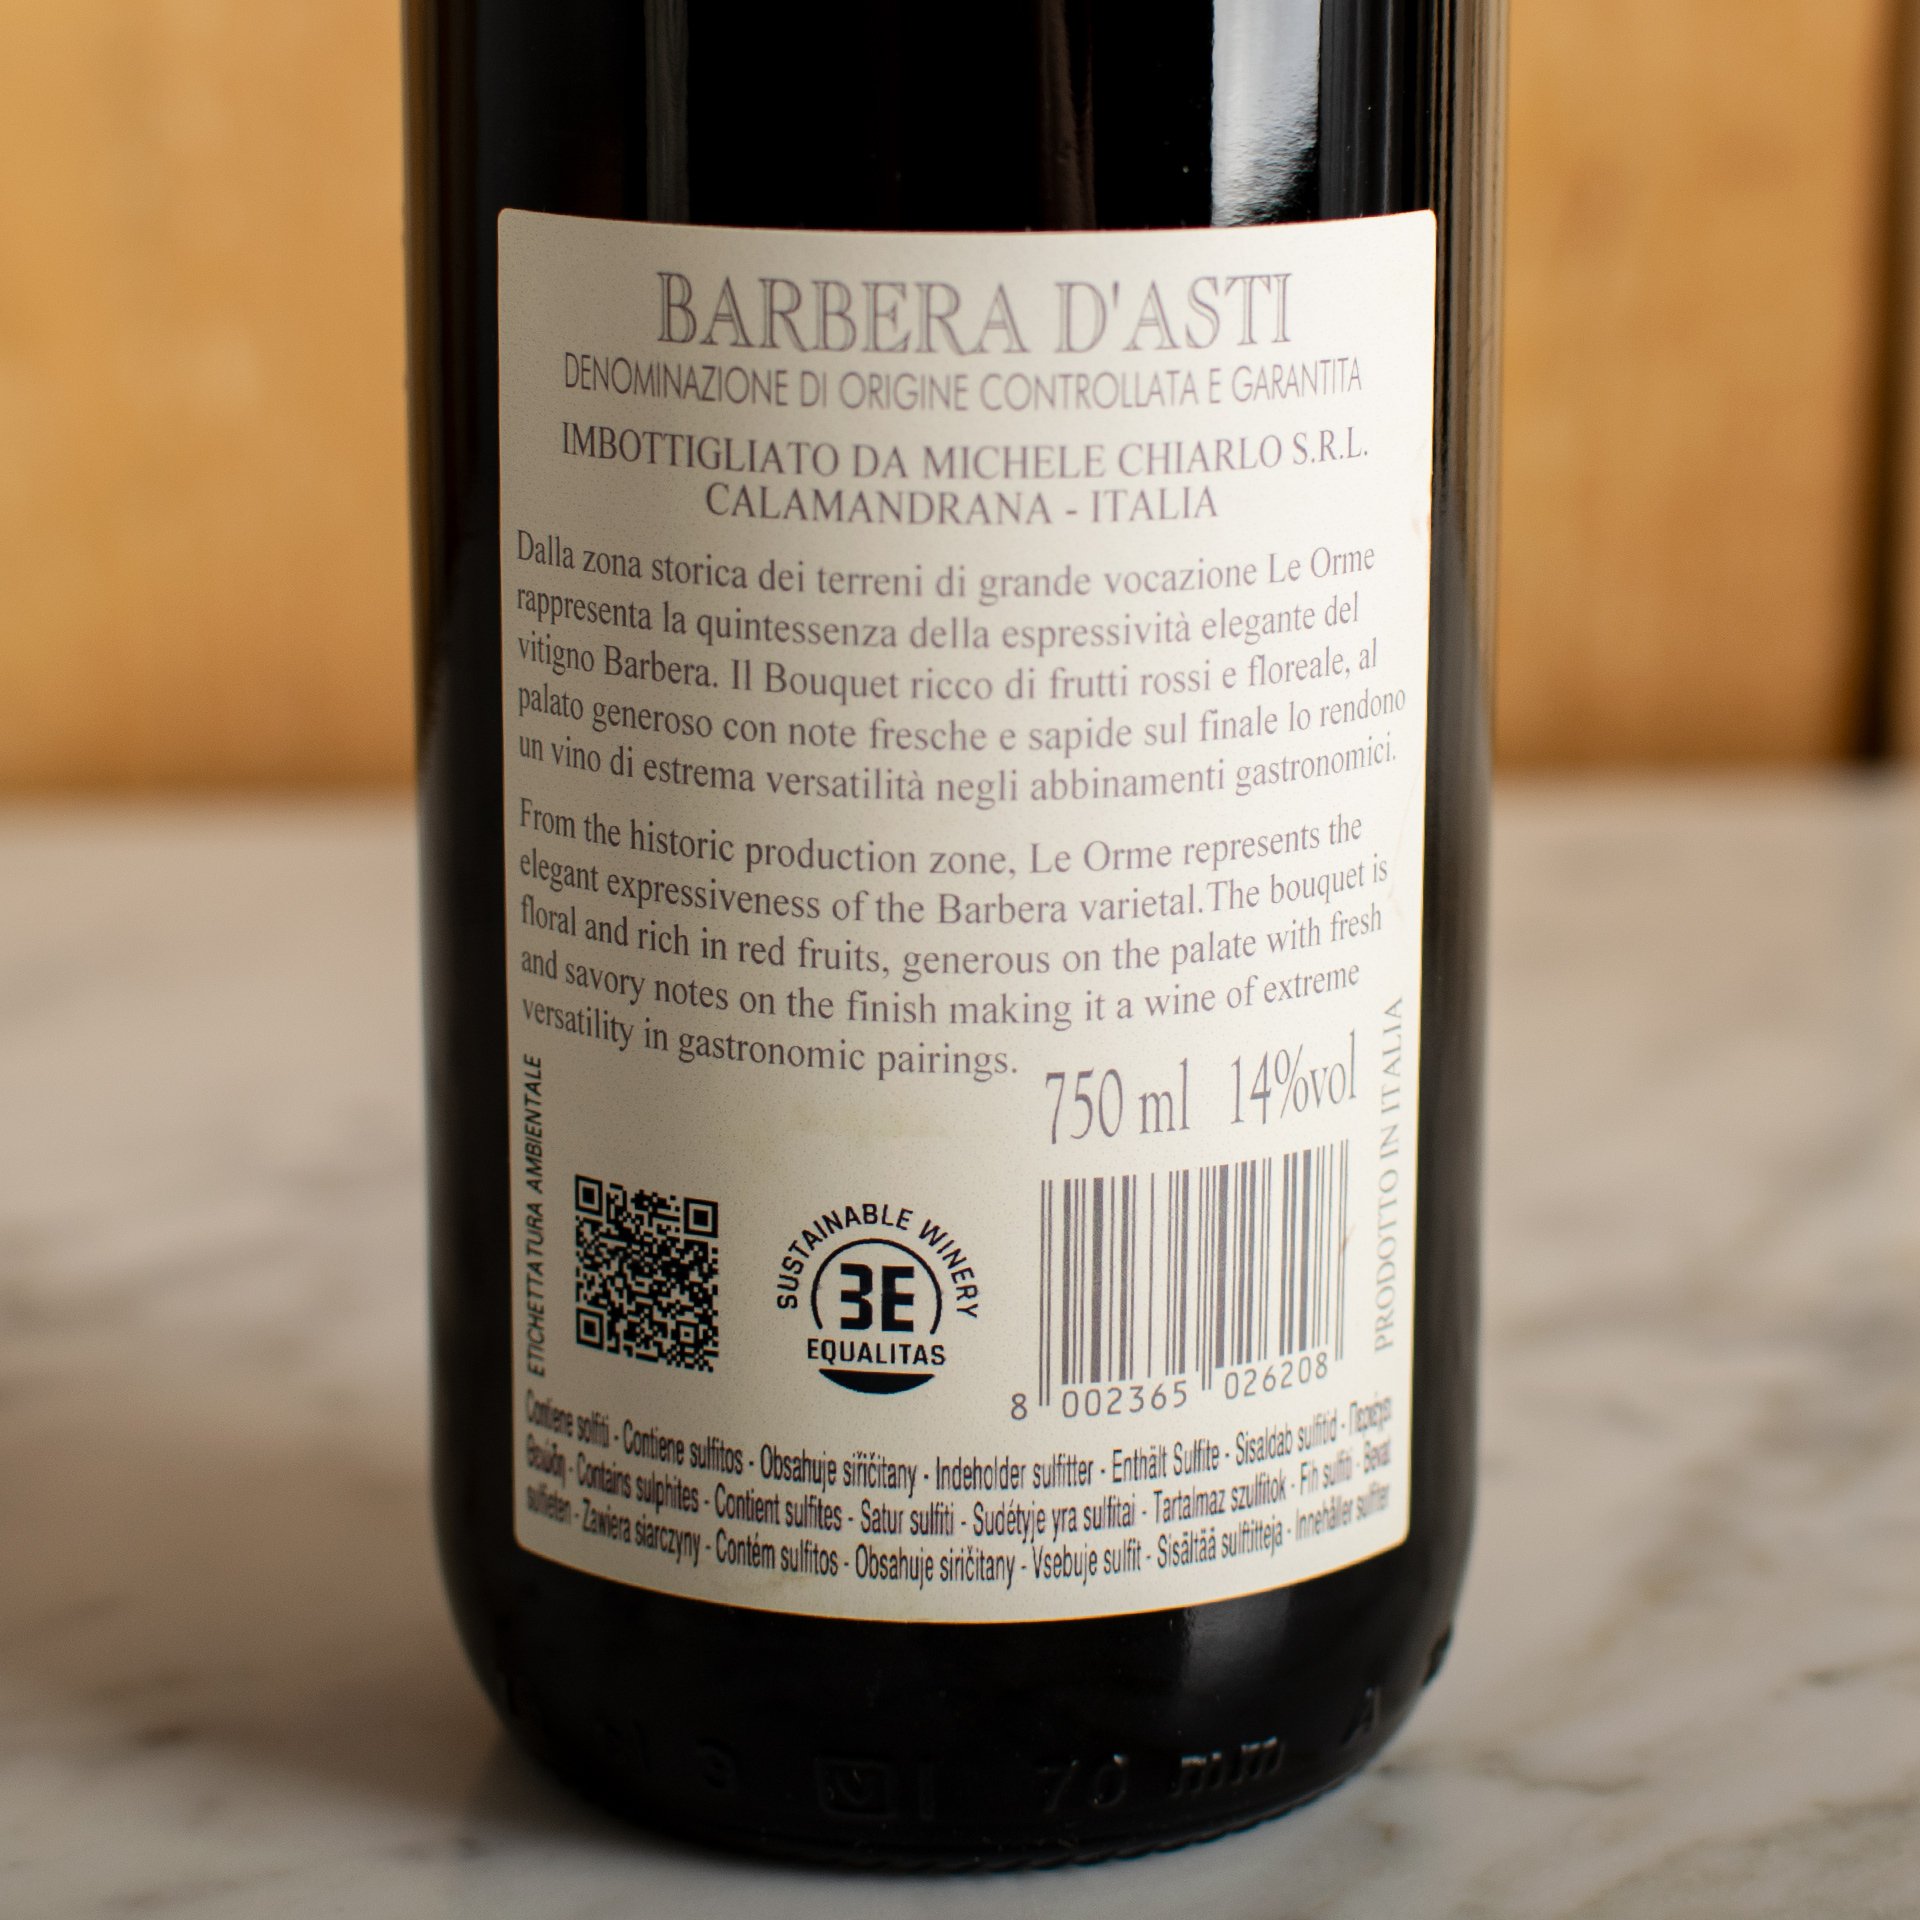 BARBERA D'ASTI
DENOMINAZIONE DI ORIGINE CONTROLLATA E GARANTITA
IMBOTTIGLIATO DA MICHELE CHIARLO S.R.L.
CALAMANDRANA - ITALIA
Dalla zona storica dei terreni di grande vocazione Le Orme
rappresenta la quintessenza della espressività elegante del
vitigno Barbera. Il Bouquet ricco di frutti rossi e floreale, al
palato generoso con note fresche e sapide sul finale lo rendono
un vino di estrema versatilità negli abbinamenti gastronomici.
From the historic production zone, Le Orme represents the
elegant expressiveness of the Barbera varietal.The bouquet is
floral and rich in red fruits, generous on the palate with fresh
and savory notes on the finish making it a wine of extreme
versatility in gastronomic pairings.
750 ml 14%vol
ETICHETTATURA AMBIENTALE
SUSTAINABLE WINERY
3E
EQUALITAS
8 002365 026208
PRODOTTO IN ITALIA
Contiene solfiti - Contiene sulfitos - Obsahuje siřičitany - Indeholder sulfitter - Enthält Sulfite - Sisaldab sulfitid - Περιέχει
θειώδη - Contains sulphites - Contient sulfites - Satur sulfiti - Sudétyje yra sulfitai - Tartalmaz szulfitok - Fih sulfiti - Bevat
sulfieten - Zawiera siarczyny - Contém sulfitos - Obsahuje siričitany - Vsebuje sulfit - Sisältää sulfiitteja - Innehåller sulfiter
70 mm